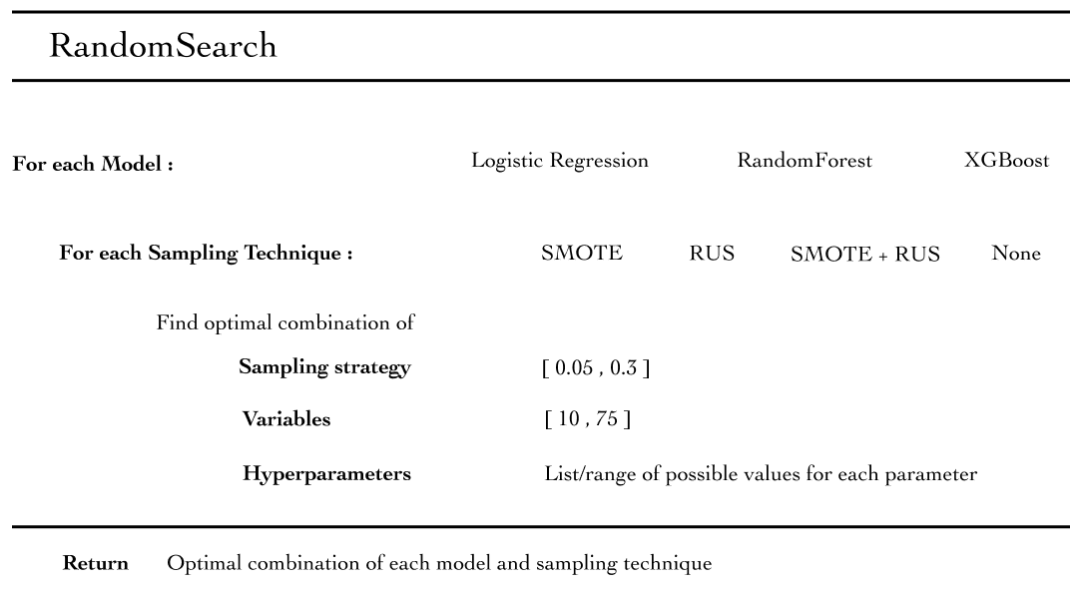 RandomSearch
For each Model : Logistic Regression RandomForest XGBoost
For each Sampling Technique : SMOTE RUS SMOTE + RUS None
Find optimal combination of
Sampling strategy [ 0.05 , 0.3 ]
Variables [ 10 , 75 ]
Hyperparameters List/range of possible values for each parameter
Return Optimal combination of each model and sampling technique